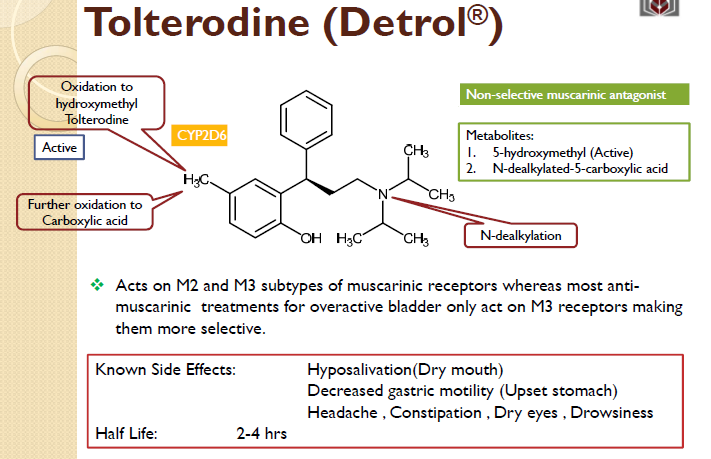 Tolterodine (Detrol®)
Oxidation to
hydroxymethyl
Tolterodine
Active
CYP2D6
Further oxidation to
Carboxylic acid
Non-selective muscarinic antagonist
Metabolites:
1. 5-hydroxymethyl (Active)
2. N-dealkylated-5-carboxylic acid
CH₃
H₃C
N
CH₃
OH H₃C CH₃
N-dealkylation
Acts on M2 and M3 subtypes of muscarinic receptors whereas most anti-
muscarinic treatments for overactive bladder only act on M3 receptors making
them more selective.
Known Side Effects: Hyposalivation(Dry mouth)
Decreased gastric motility (Upset stomach)
Headache , Constipation , Dry eyes , Drowsiness
Half Life: 2-4 hrs